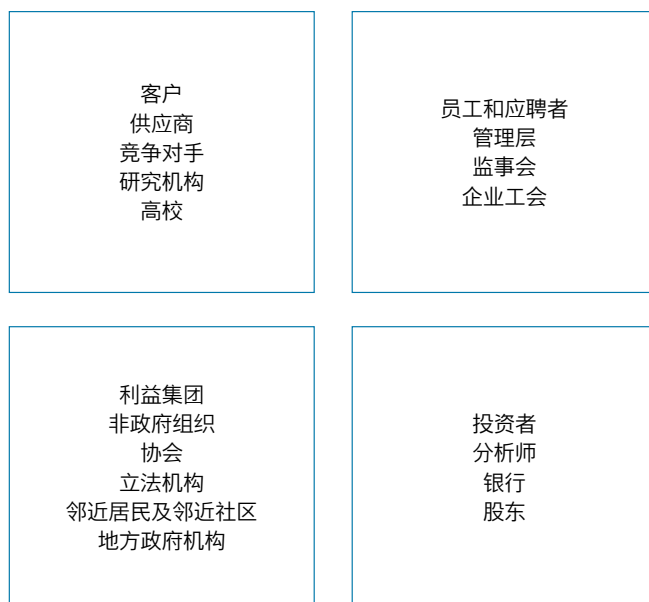 客户
供应商
竞争对手
研究机构
高校
员工和应聘者
管理层
监事会
企业工会
利益集团
非政府组织
协会
立法机构
邻近居民及邻近社区
地方政府机构
投资者
分析师
银行
股东